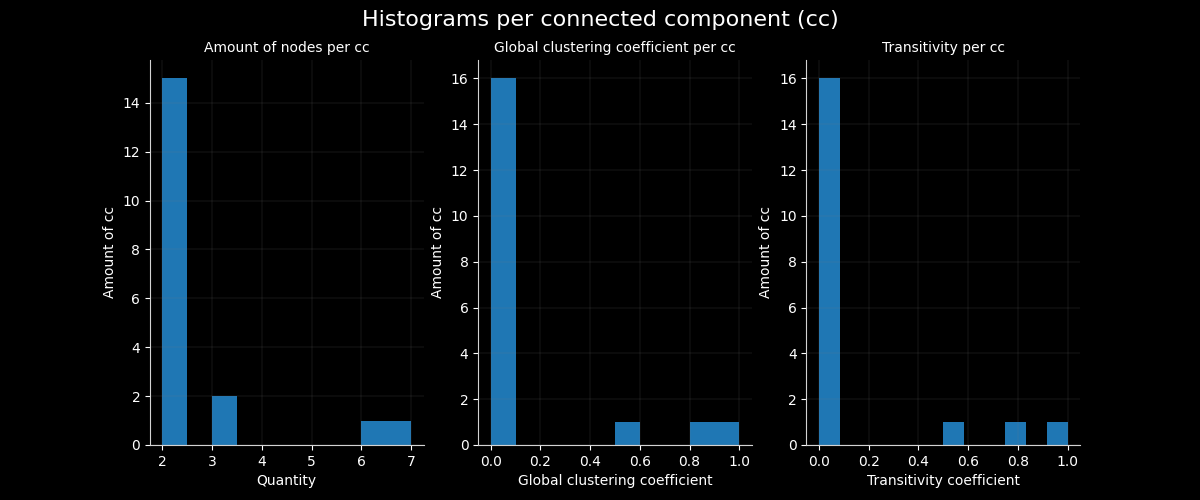 Histograms per connected component (cc)
Amount of nodes per cc
Amount of cc
14
12
10
8
6
4
2
0
2 3 4 5 6 7
Quantity
Global clustering coefficient per cc
Amount of cc
16
14
12
10
8
6
4
2
0
0.0 0.2 0.4 0.6 0.8 1.0
Global clustering coefficient
Transitivity per cc
Amount of cc
16
14
12
10
8
6
4
2
0
0.0 0.2 0.4 0.6 0.8 1.0
Transitivity coefficient